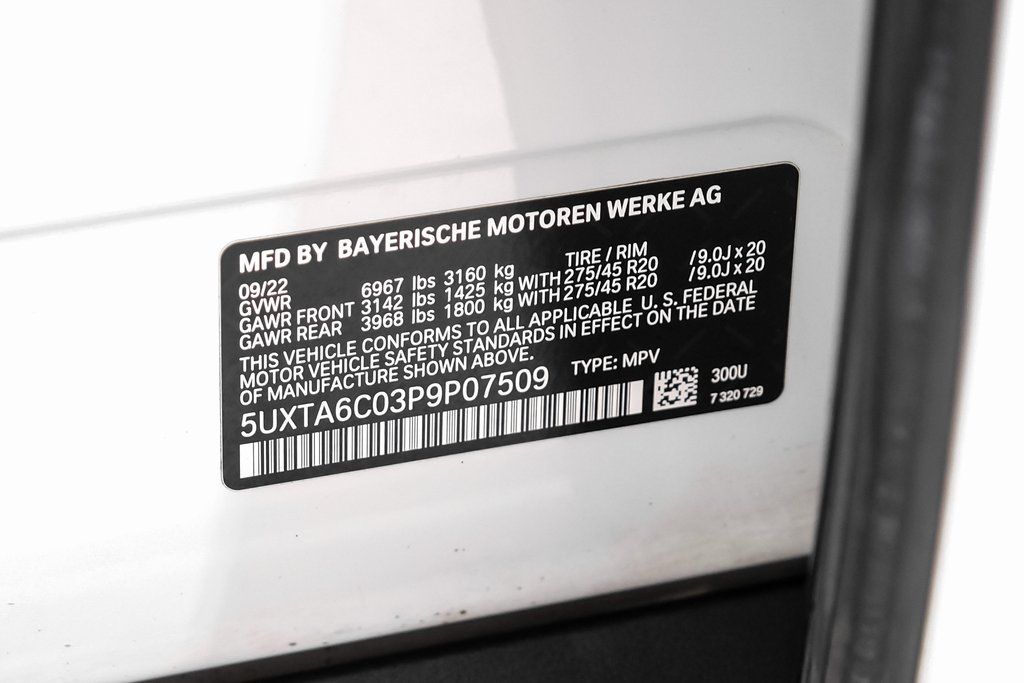 MFD BY BAYERISCHE MOTOREN WERKE AG
09/22 TIRE / RIM
GVWR 6967 lbs 3160 kg
GAWR FRONT 3142 lbs 1425 kg WITH 275/45 R20 /9.0J x 20
GAWR REAR 3968 lbs 1800 kg WITH 275/45 R20 /9.0J x 20
THIS VEHICLE CONFORMS TO ALL APPLICABLE U. S. FEDERAL
MOTOR VEHICLE SAFETY STANDARDS IN EFFECT ON THE DATE
OF MANUFACTURE SHOWN ABOVE.
TYPE: MPV
5UXTA6C03P9P07509
300U
7 320 729